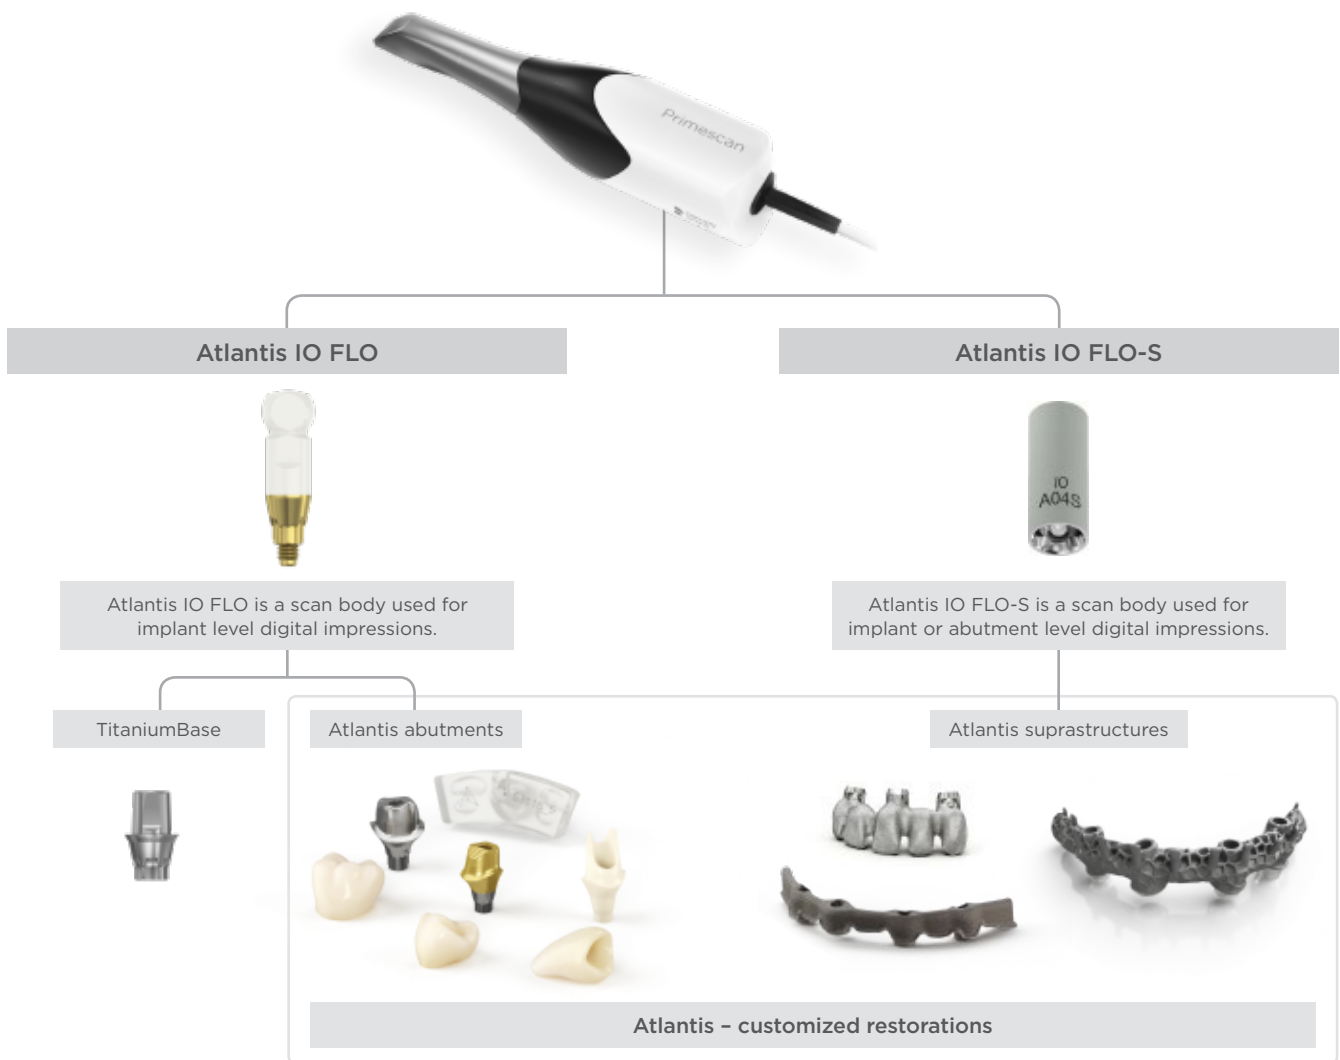 Primescan
Atlantis IO FLO
Atlantis IO FLO-S
IO
A04S
Atlantis IO FLO is a scan body used for
implant level digital impressions.
Atlantis IO FLO-S is a scan body used for
implant or abutment level digital impressions.
TitaniumBase
Atlantis abutments
Atlantis suprastructures
Atlantis – customized restorations